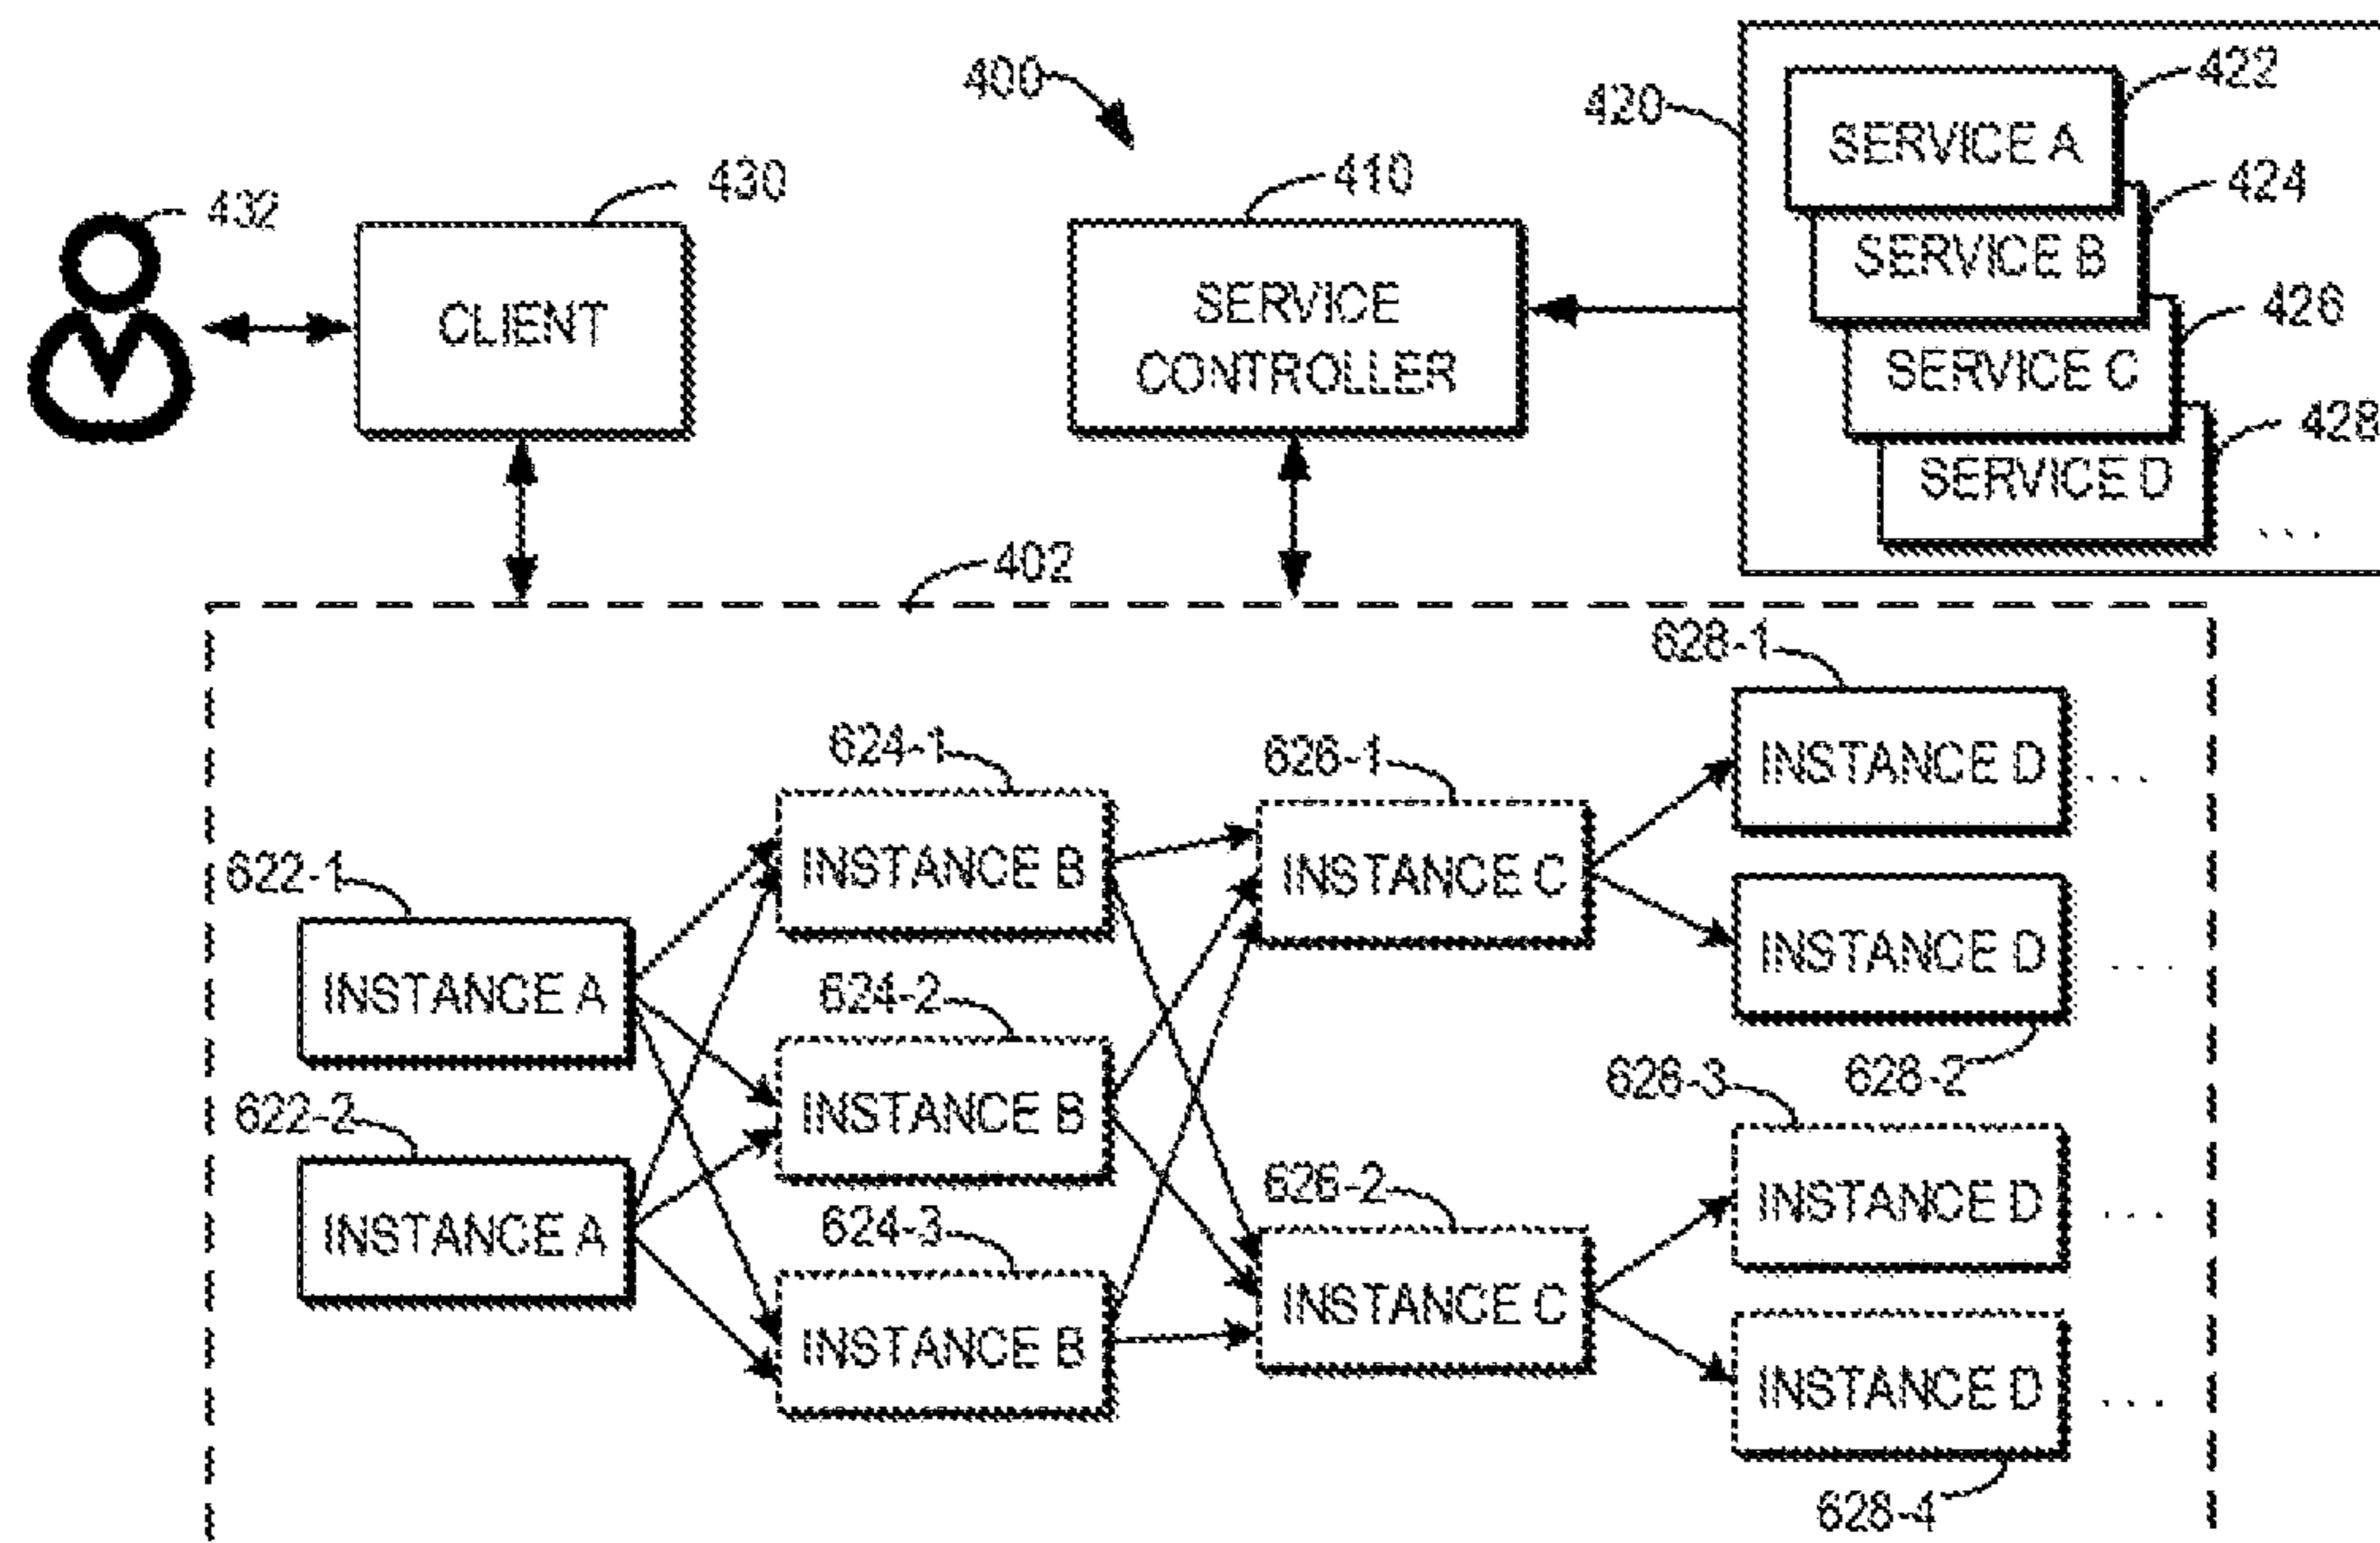 400
420
422
SERVICE A
424
SERVICE B
426
SERVICE C
428
SERVICE D
...
432
430
CLIENT
410
SERVICE
CONTROLLER
402
628-1
INSTANCE D ...
624-1
INSTANCE B
626-1
INSTANCE C
INSTANCE D ...
628-2
622-1
INSTANCE A
624-2
INSTANCE B
626-3
INSTANCE D ...
622-2
INSTANCE A
624-3
INSTANCE B
626-2
INSTANCE C
INSTANCE D ...
628-4